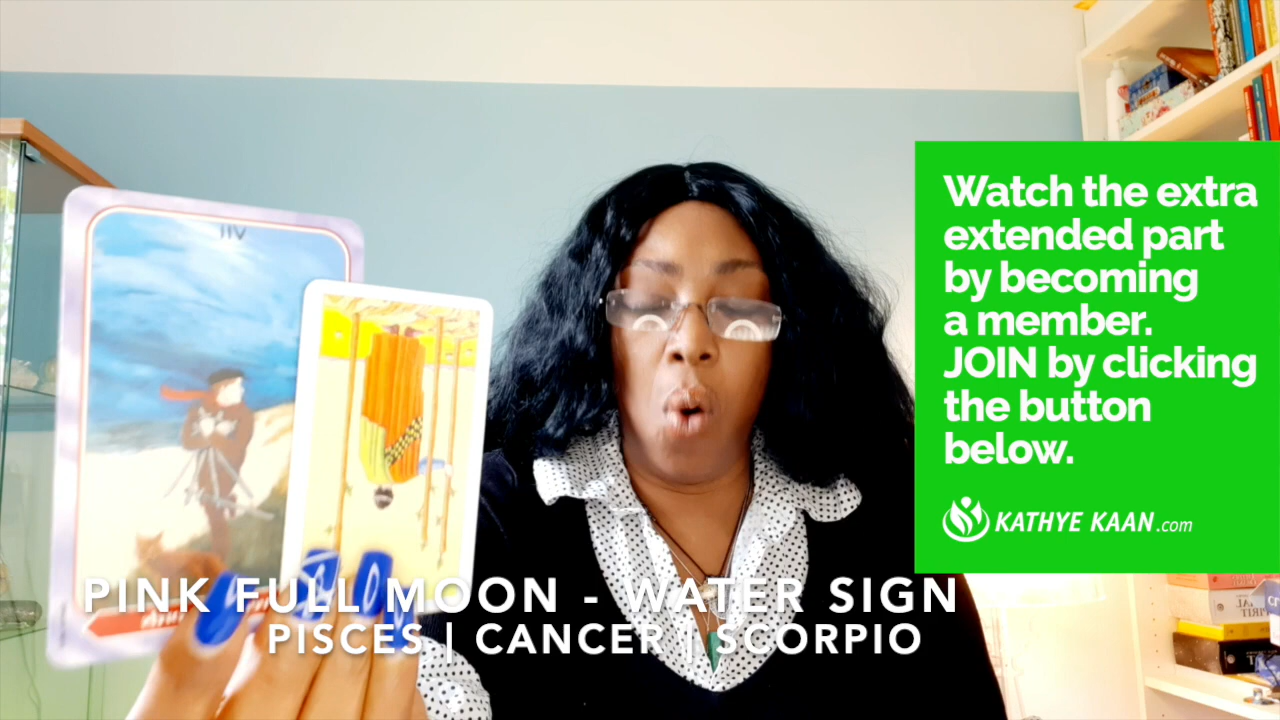 VII
Watch the extra
extended part
by becoming
a member.
JOIN by clicking
the button
below.
KATHYE KAAN.com
PINK FULL MOON - WATER SIGN
PISCES | CANCER | SCORPIO